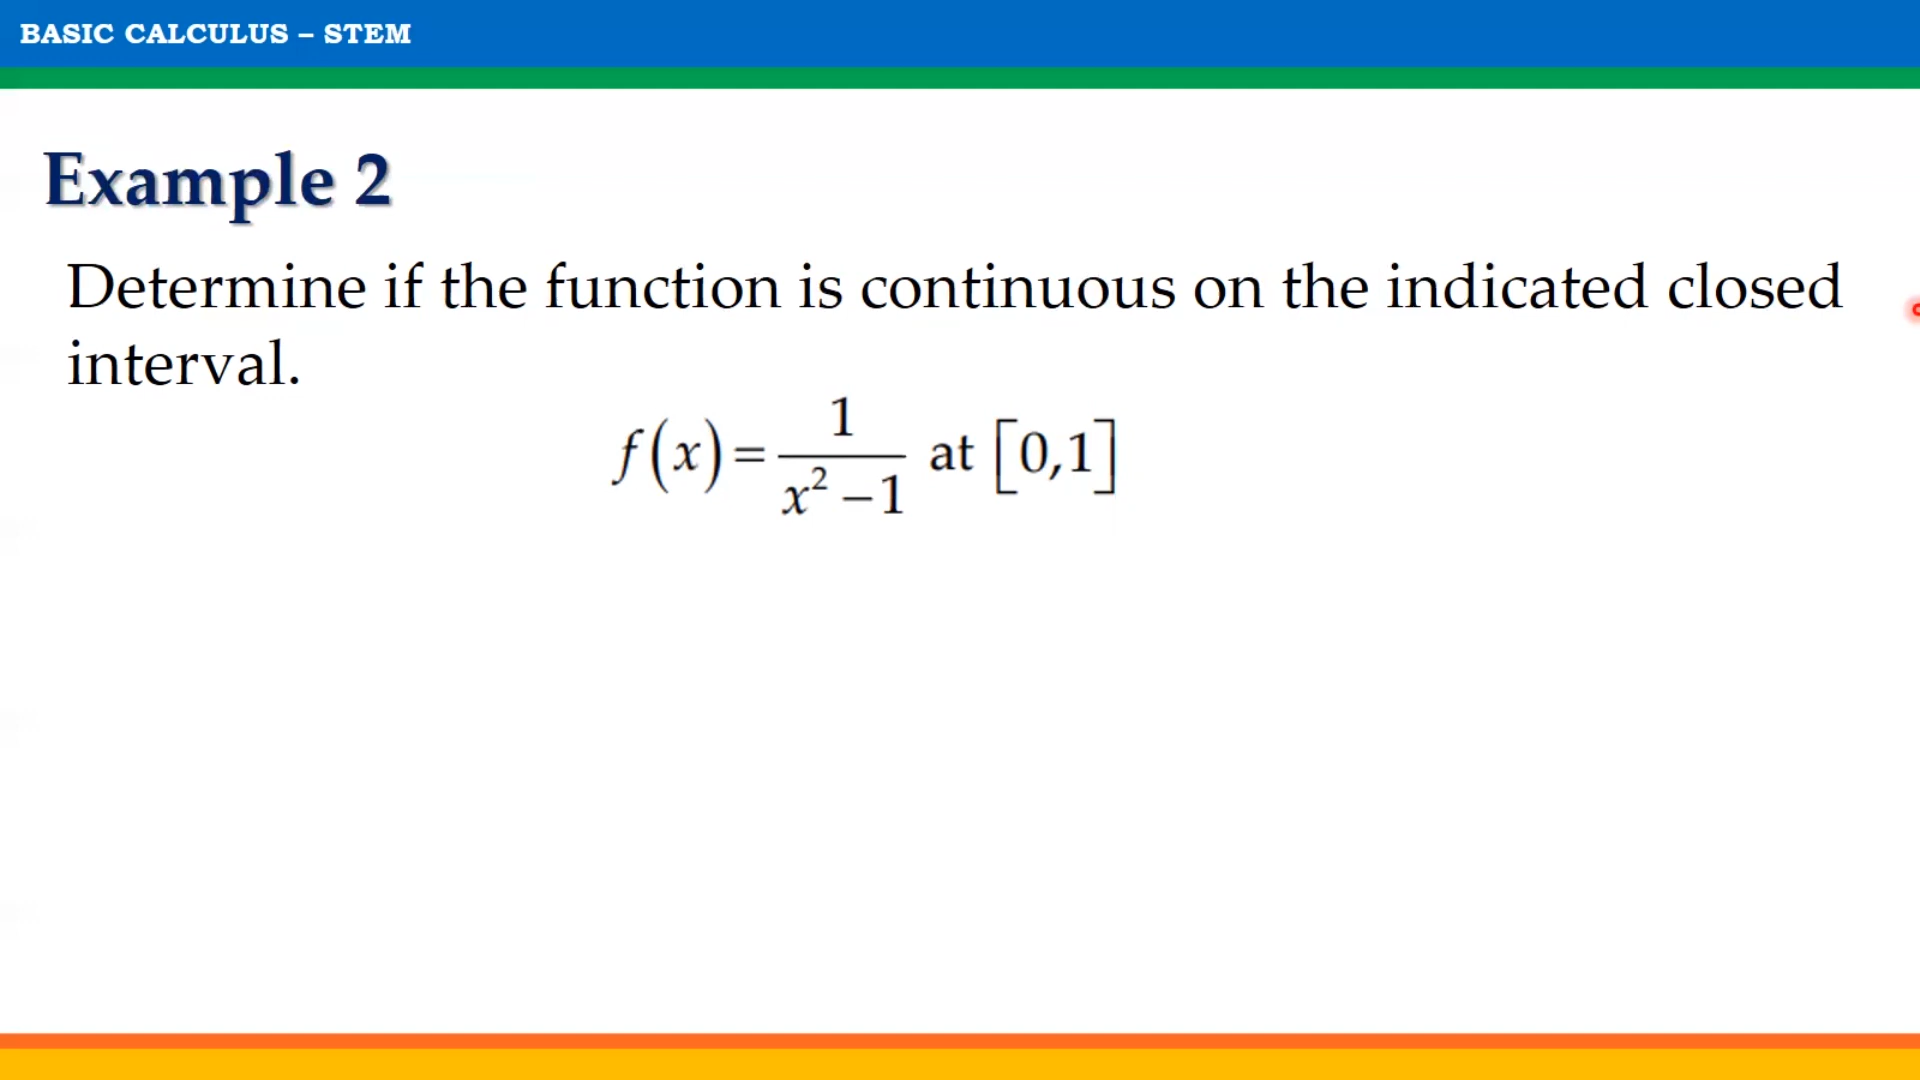 BASIC CALCULUS – STEM
Example 2
Determine if the function is continuous on the indicated closed
interval.
f(x) = 1/(x² − 1) at [0,1]